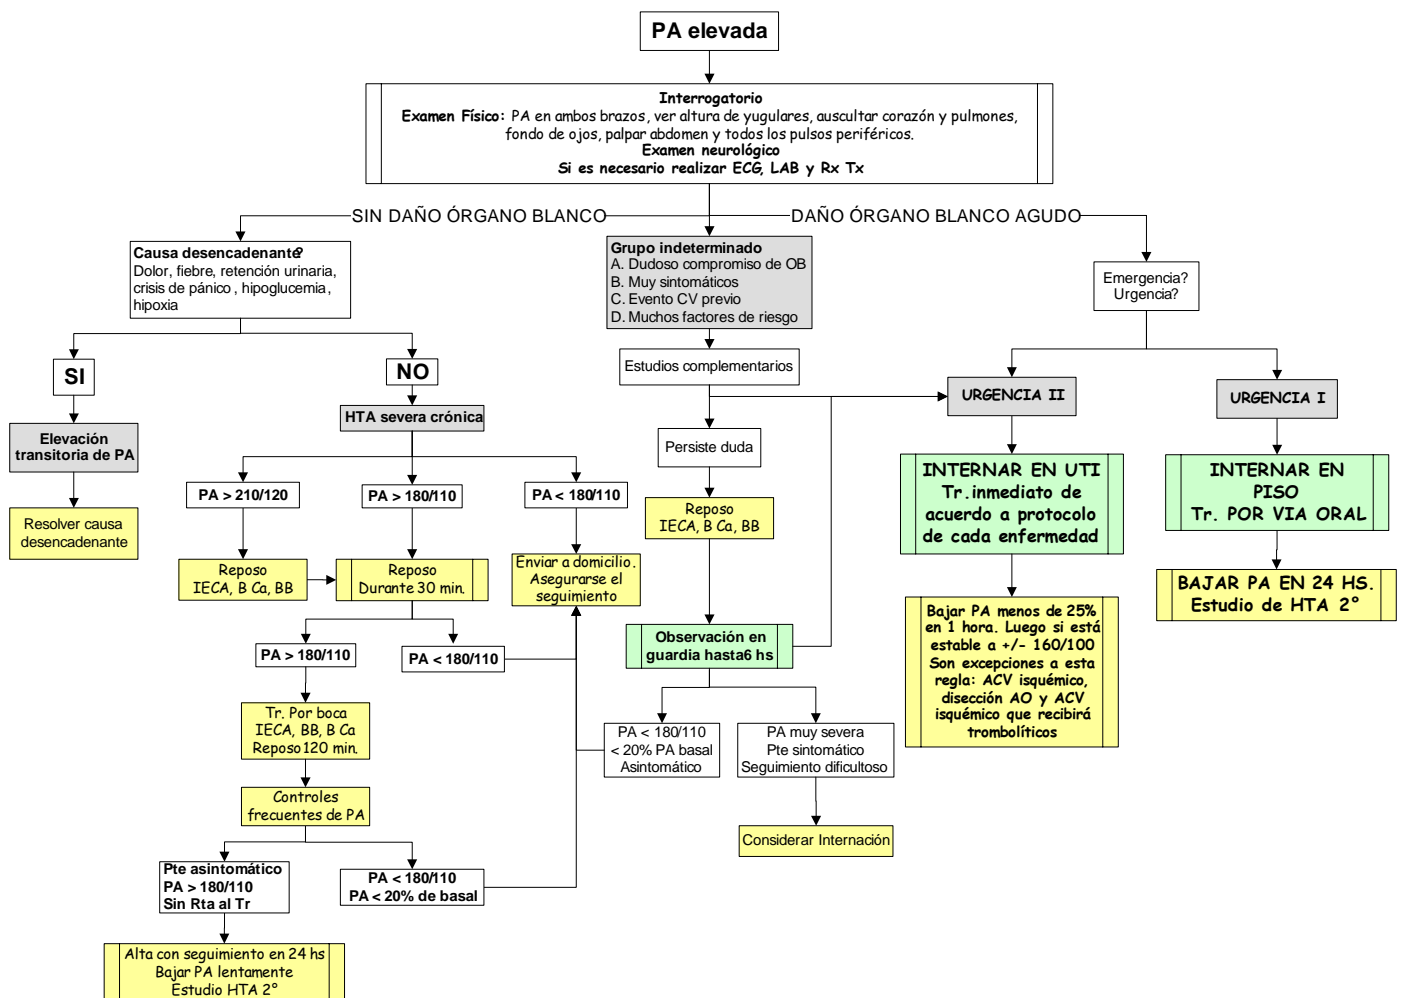 PA elevada
Interrogatorio
Examen Físico: PA en ambos brazos, ver altura de yugulares, auscultar corazón y pulmones,
fondo de ojos, palpar abdomen y todos los pulsos periféricos.
Examen neurológico
Si es necesario realizar ECG, LAB y Rx Tx
SIN DAÑO ÓRGANO BLANCO
DAÑO ÓRGANO BLANCO AGUDO
Causa desencadenante?
Dolor, fiebre, retención urinaria,
crisis de pánico, hipoglucemia,
hipoxia
Grupo indeterminado
A. Dudoso compromiso de OB
B. Muy sintomáticos
C. Evento CV previo
D. Muchos factores de riesgo
Emergencia?
Urgencia?
SI
NO
Estudios complementarios
URGENCIA II
URGENCIA I
Elevación
transitoria de PA
HTA severa crónica
Persiste duda
INTERNAR EN UTI
Tr. inmediato de
acuerdo a protocolo
de cada enfermedad
INTERNAR EN
PISO
Tr. POR VIA ORAL
PA > 210/120
PA > 180/110
PA < 180/110
Resolver causa
desencadenante
Reposo
IECA, B Ca, BB
Reposo
IECA, B Ca, BB
Reposo
Durante 30 min.
Enviar a domicilio.
Asegurarse el
seguimiento
BAJAR PA EN 24 HS.
Estudio de HTA 2°
Bajar PA menos de 25%
en 1 hora. Luego si está
estable a +/- 160/100
Son excepciones a esta
regla: ACV isquémico,
disección AO y ACV
isquémico que recibirá
trombolíticos
PA > 180/110
PA < 180/110
Observación en
guardia hasta6 hs
Tr. Por boca
IECA, BB, B Ca
Reposo 120 min.
PA < 180/110
< 20% PA basal
Asintomático
PA muy severa
Pte sintomático
Seguimiento dificultoso
Controles
frecuentes de PA
Considerar Internación
Pte asintomático
PA > 180/110
Sin Rta al Tr
PA < 180/110
PA < 20% de basal
Alta con seguimiento en 24 hs
Bajar PA lentamente
Estudio HTA 2°